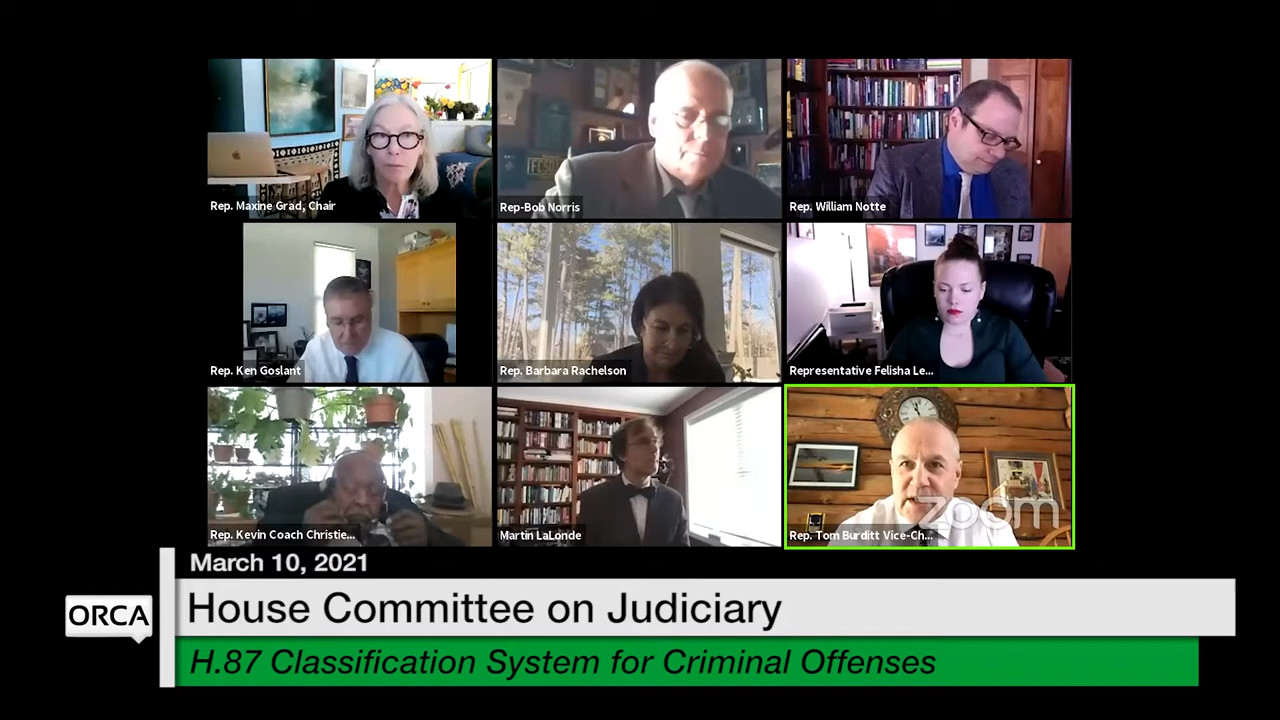 Rep. Maxine Grad, Chair
Rep-Bob Norris
Rep. William Notte
Rep. Ken Goslant
Rep. Barbara Rachelson
Representative Felisha Le...
Rep. Kevin Coach Christie...
Martin LaLonde
Rep. Tom Burditt Vice-Ch...
zoom
March 10, 2021
ORCA
House Committee on Judiciary
H.87 Classification System for Criminal Offenses